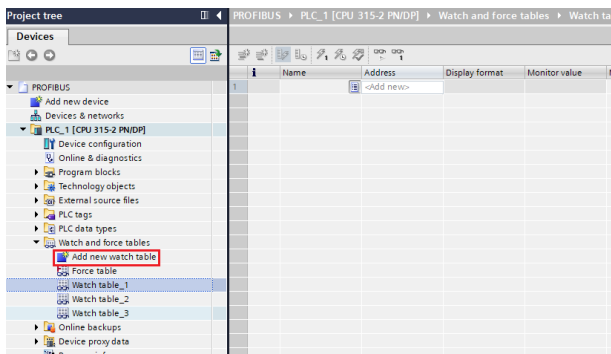 Project tree
PROFIBUS ▸ PLC_1 [CPU 315-2 PN/DP] ▸ Watch and force tables ▸ Watch ta
Devices
i Name Address Display format Monitor value
1 <Add new>
PROFIBUS
Add new device
Devices & networks
PLC_1 [CPU 315-2 PN/DP]
Device configuration
Online & diagnostics
Program blocks
Technology objects
External source files
PLC tags
PLC data types
Watch and force tables
Add new watch table
Force table
Watch table_1
Watch table_2
Watch table_3
Online backups
Device proxy data